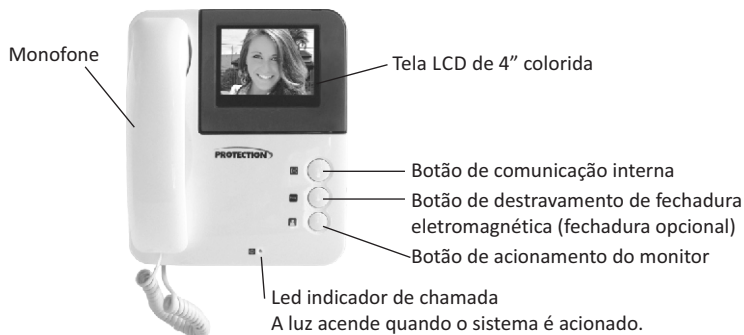 Monofone
Tela LCD de 4” colorida
PROTECTION
Botão de comunicação interna
Botão de destravamento de fechadura
eletromagnética (fechadura opcional)
Botão de acionamento do monitor
Led indicador de chamada
A luz acende quando o sistema é acionado.